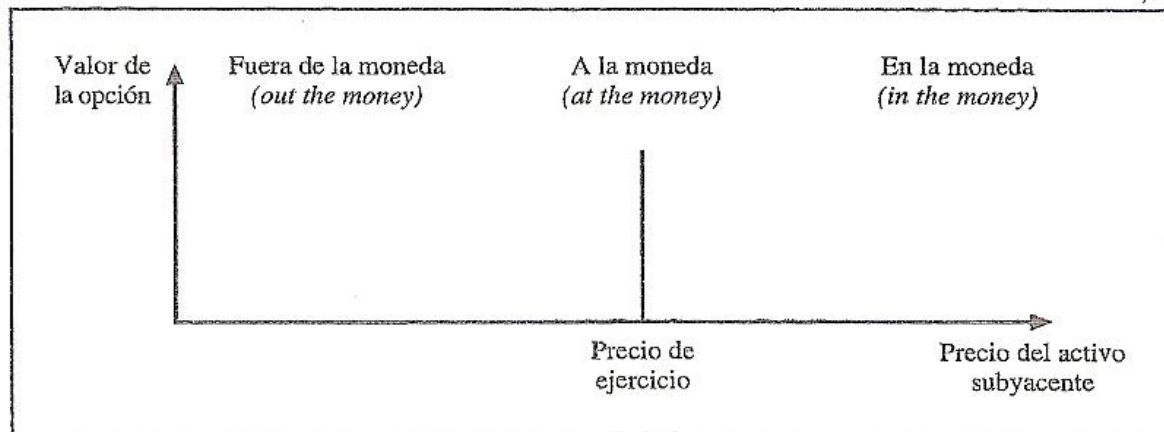 Valor de
la opción
Fuera de la moneda
(out the money)
A la moneda
(at the money)
En la moneda
(in the money)
Precio de
ejercicio
Precio del activo
subyacente